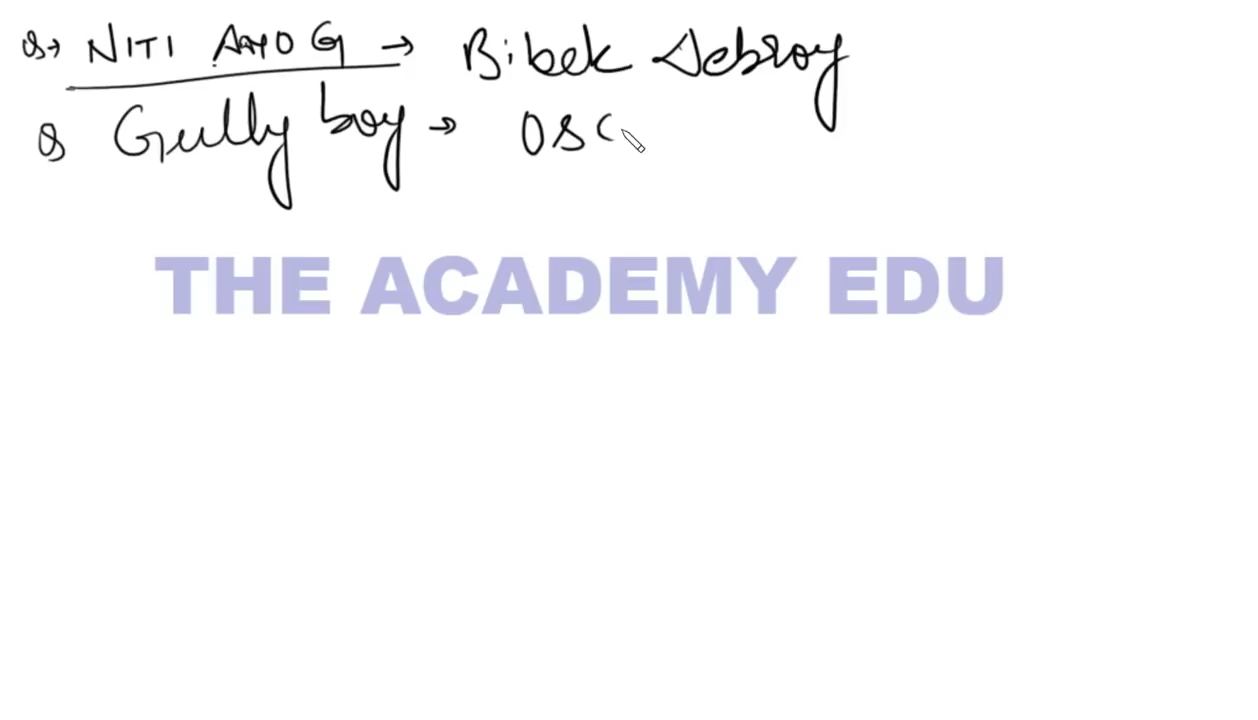 Q→ NITI AAYOG → Bibek Debroy
Q Gully boy → OSC
THE ACADEMY EDU